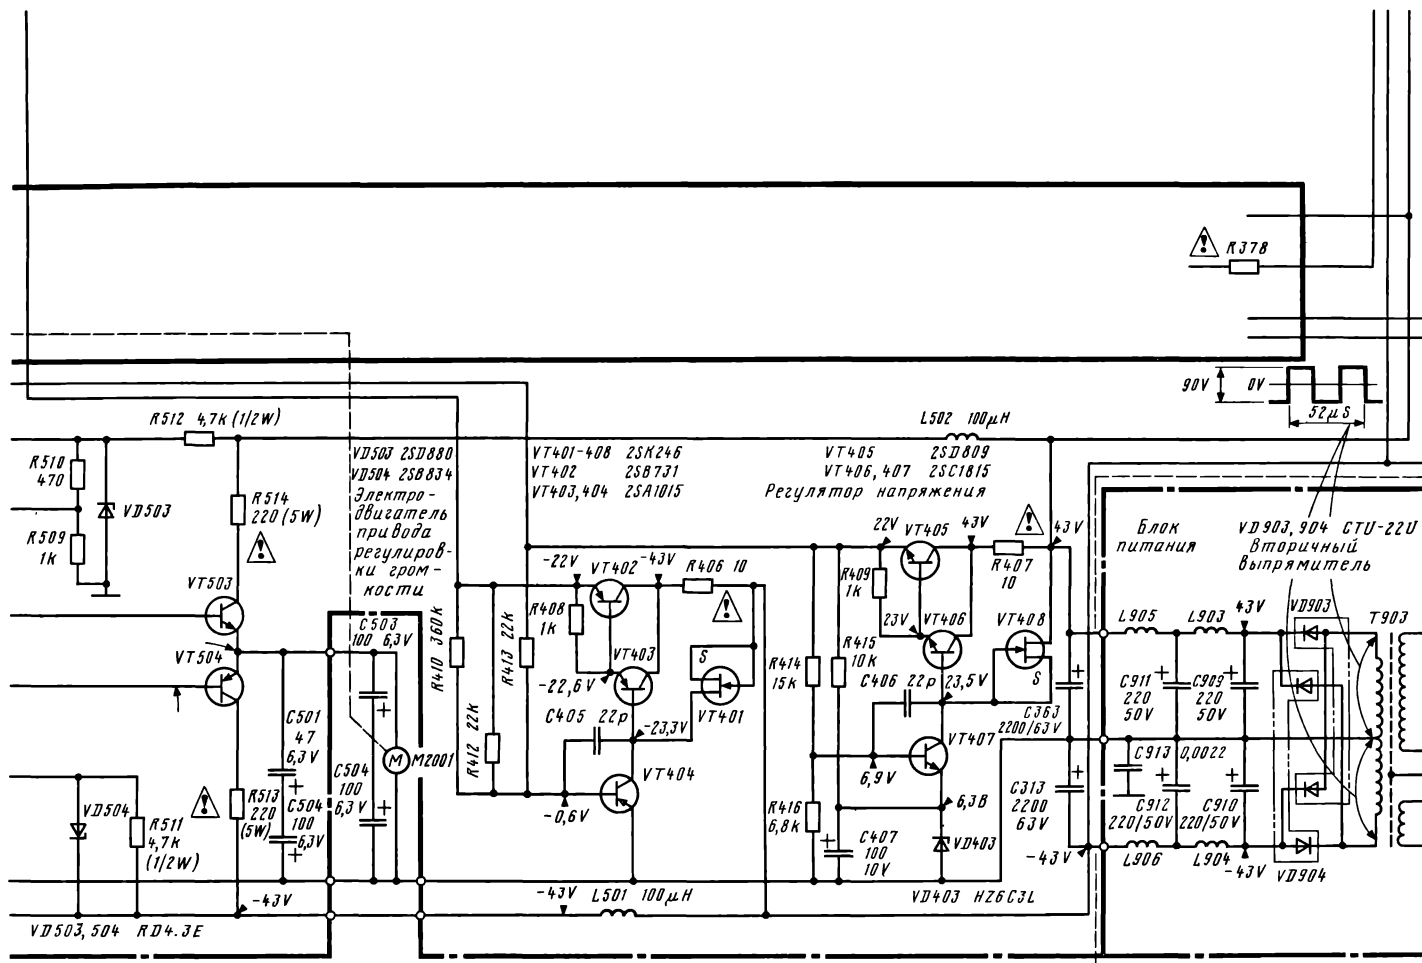 R378
90V
0V
52µS
R512 4,7k (1/2W)
L502 100µH
R510
470
VD503
R509
1k
R514
220 (5W)
VD503 2SD880
VD504 2SB834
Электро-
двигатель
привода
регулиров-
ки гром-
кости
VT401-408 2SK246
VT402 2SB731
VT403,404 2SA1015
VT405 2SD809
VT406,407 2SC1815
Регулятор напряжения
Блок
питания
VD903,904 CTU-22U
Вторичный
выпрямитель
VT503
VT504
C503
100 6,3V
R410 360k
R413 22k
R412 22k
-22V
VT402
-43V
R406 10
R408
1k
VT403
-22,6V
C405 22p
-23,3V
S
VT401
VT404
-0,6V
22V
VT405
43V
R407
10
43V
R409
1k
23V
VT406
VT408
S
R415
10k
R414
15k
C406 22p
23,5V
VT407
6,9V
6,3В
R416
6,8k
C407
100
10V
VD403
VD403 HZ6C3L
C363
2200/63V
C313
2200
63V
-43V
L905
L903
43V
VD903
T903
C911
220
50V
C909
220
50V
C913
0,0022
C912
220/50V
C910
220/50V
L906
L904
-43V
VD904
C501
47
6,3V
C504
100
6,3V
C504
100
6,3V
M
M2001
R513
220
(5W)
VD504
R511
4,7k
(1/2W)
-43V
-43V
L501 100µH
VD503,504 RD4.3E